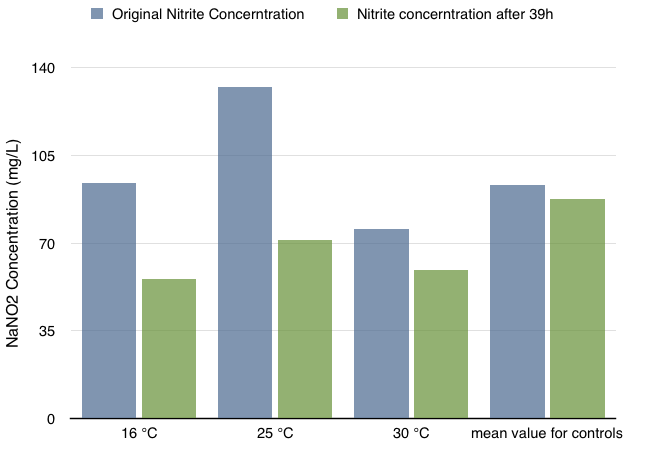 Original Nitrite Concerntration
Nitrite concerntration after 39h
NaNO2 Concentration (mg/L)
140
105
70
35
0
16 °C
25 °C
30 °C
mean value for controls